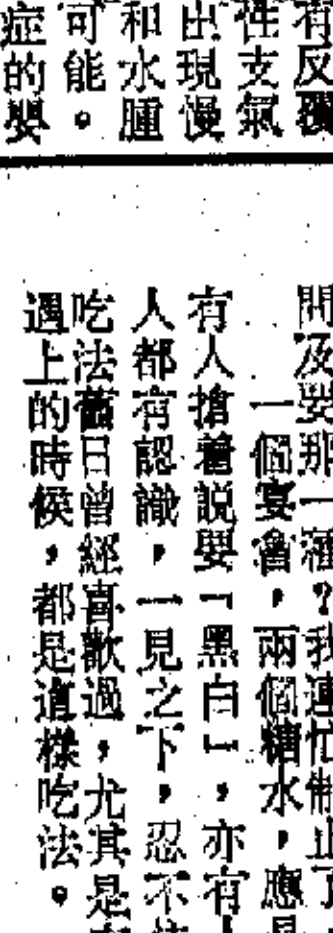 有反
性支氣
出現慢
和水腫
可能。
症的嬰
問及要那一種？我連忙制止了
一個宴會，兩個糖水，應是
有人搶着說要「黑白」，亦有人
人都有認識，一見之下，忍不住
吃法舊日曾經喜歡過，尤其是
遇上的時候，都是這樣吃法。